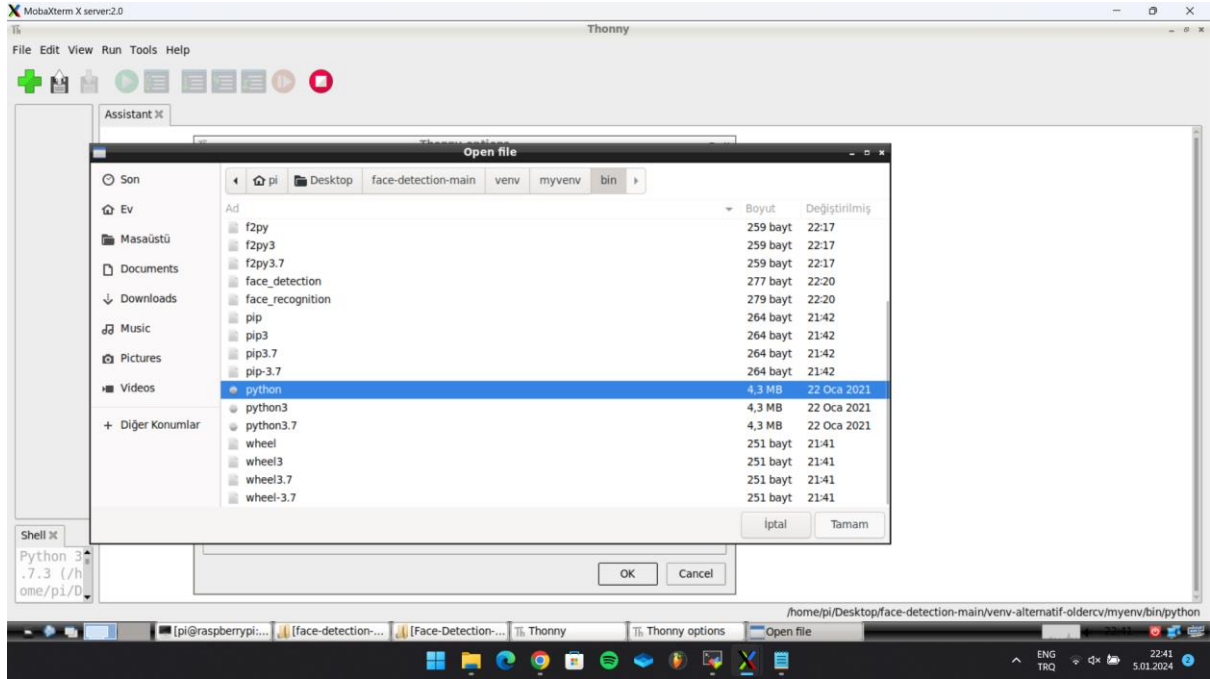 MobaXterm X server:2.0
Thonny
File Edit View Run Tools Help
Assistant
Thonny options
Open file
Son
Ev
Masaüstü
Documents
Downloads
Music
Pictures
Videos
+ Diğer Konumlar
pi Desktop face-detection-main venv myvenv bin
Ad Boyut Değiştirilmiş
f2py 259 bayt 22:17
f2py3 259 bayt 22:17
f2py3.7 259 bayt 22:17
face_detection 277 bayt 22:20
face_recognition 279 bayt 22:20
pip 264 bayt 21:42
pip3 264 bayt 21:42
pip3.7 264 bayt 21:42
pip-3.7 264 bayt 21:42
python 4,3 MB 22 Oca 2021
python3 4,3 MB 22 Oca 2021
python3.7 4,3 MB 22 Oca 2021
wheel 251 bayt 21:41
wheel3 251 bayt 21:41
wheel3.7 251 bayt 21:41
wheel-3.7 251 bayt 21:41
İptal Tamam
Shell
Python 3
.7.3 (/h
ome/pi/D
OK Cancel
/home/pi/Desktop/face-detection-main/venv-alternatif-oldercv/myenv/bin/python
[pi@raspberrypi:... [face-detection-... [Face-Detection-... Thonny Thonny options Open file 22:41
ENG
TRQ
22:41
5.01.2024
2